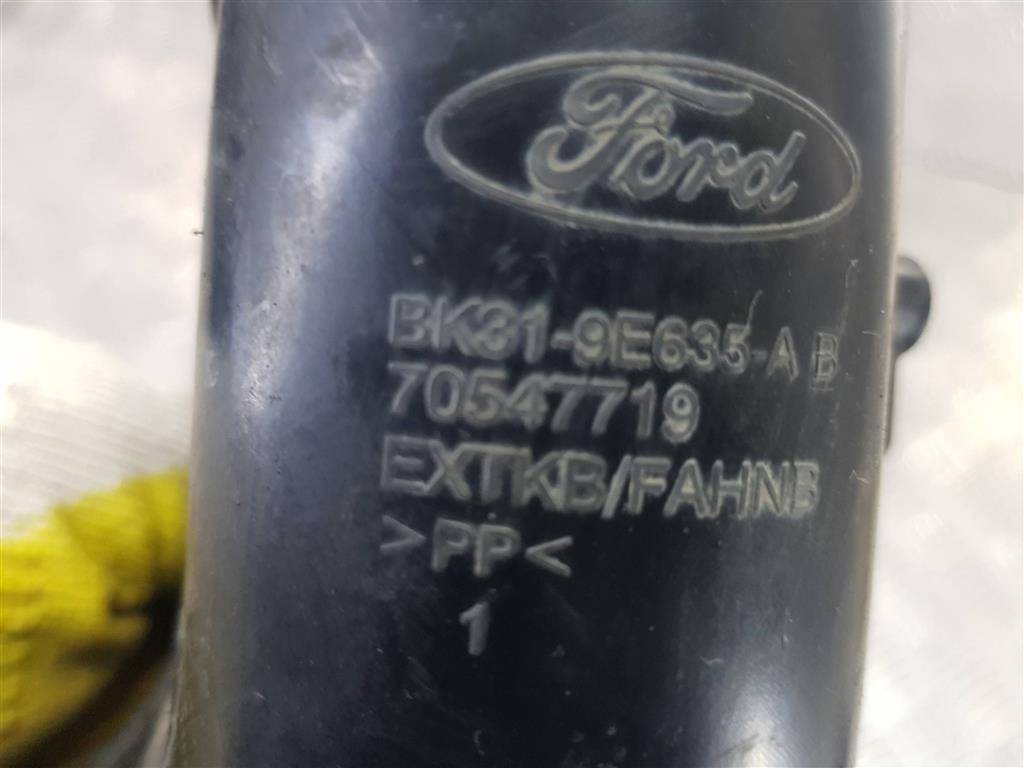 Ford
BK31-9E635-A B
70547719
EXTKB/FAHNB
>PP<
1